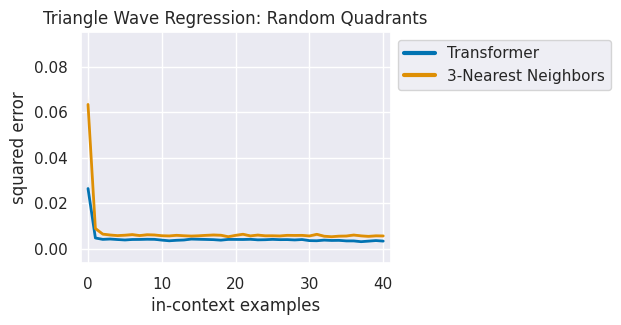 Triangle Wave Regression: Random Quadrants
Transformer
3-Nearest Neighbors
squared error
0.08
0.06
0.04
0.02
0.00
0 10 20 30 40
in-context examples